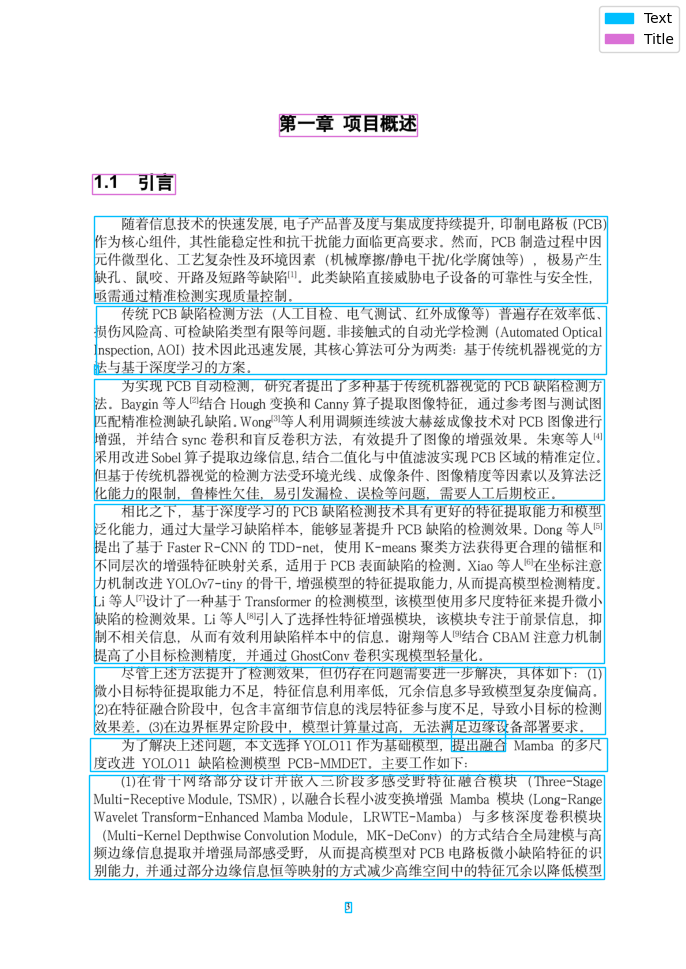 Text
Title
第一章 项目概述
1.1 引言
随着信息技术的快速发展, 电子产品普及度与集成度持续提升, 印制电路板 (PCB)
作为核心组件, 其性能稳定性和抗干扰能力面临更高要求。然而, PCB 制造过程中因
元件微型化、工艺复杂性及环境因素（机械摩擦/静电干扰/化学腐蚀等）, 极易产生
缺孔、鼠咬、开路及短路等缺陷[1]。此类缺陷直接威胁电子设备的可靠性与安全性,
亟需通过精准检测实现质量控制。
传统 PCB 缺陷检测方法（人工目检、电气测试、红外成像等）普遍存在效率低、
损伤风险高、可检缺陷类型有限等问题。非接触式的自动光学检测 (Automated Optical
Inspection, AOI) 技术因此迅速发展, 其核心算法可分为两类: 基于传统机器视觉的方
法与基于深度学习的方案。
为实现 PCB 自动检测, 研究者提出了多种基于传统机器视觉的 PCB 缺陷检测方
法。Baygin 等人[2]结合 Hough 变换和 Canny 算子提取图像特征, 通过参考图与测试图
匹配精准检测缺孔缺陷。Wong[3]等人利用调频连续波大赫兹成像技术对 PCB 图像进行
增强, 并结合 sync 卷积和盲反卷积方法, 有效提升了图像的增强效果。朱寒等人[4]
采用改进 Sobel 算子提取边缘信息, 结合二值化与中值滤波实现 PCB 区域的精准定位。
但基于传统机器视觉的检测方法受环境光线、成像条件、图像精度等因素以及算法泛
化能力的限制, 鲁棒性欠佳, 易引发漏检、误检等问题, 需要人工后期校正。
相比之下, 基于深度学习的 PCB 缺陷检测技术具有更好的特征提取能力和模型
泛化能力, 通过大量学习缺陷样本, 能够显著提升 PCB 缺陷的检测效果。Dong 等人[5]
提出了基于 Faster R-CNN 的 TDD-net, 使用 K-means 聚类方法获得更合理的锚框和
不同层次的增强特征映射关系, 适用于 PCB 表面缺陷的检测。Xiao 等人[6]在坐标注意
力机制改进 YOLOv7-tiny 的骨干, 增强模型的特征提取能力, 从而提高模型检测精度。
Li 等人[7]设计了一种基于 Transformer 的检测模型, 该模型使用多尺度特征来提升微小
缺陷的检测效果。Li 等人[8]引入了选择性特征增强模块, 该模块专注于前景信息, 抑
制不相关信息, 从而有效利用缺陷样本中的信息。谢翔等人[9]结合 CBAM 注意力机制
提高了小目标检测精度, 并通过 GhostConv 卷积实现模型轻量化。
尽管上述方法提升了检测效果, 但仍存在问题需要进一步解决, 具体如下: (1)
微小目标特征提取能力不足, 特征信息利用率低, 冗余信息多导致模型复杂度偏高。
(2)在特征融合阶段中, 包含丰富细节信息的浅层特征参与度不足, 导致小目标的检测
效果差。(3)在边界框界定阶段中, 模型计算量过高, 无法满足边缘设备部署要求。
为了解决上述问题, 本文选择 YOLO11 作为基础模型, 提出融合 Mamba 的多尺
度改进 YOLO11 缺陷检测模型 PCB-MMDET。主要工作如下:
(1)在骨干网络部分设计并嵌入三阶段多感受野特征融合模块 (Three-Stage
Multi-Receptive Module, TSMR) , 以融合长程小波变换增强 Mamba 模块 (Long-Range
Wavelet Transform-Enhanced Mamba Module, LRWTE-Mamba) 与多核深度卷积模块
(Multi-Kernel Depthwise Convolution Module, MK-DeConv) 的方式结合全局建模与高
频边缘信息提取并增强局部感受野, 从而提高模型对 PCB 电路板微小缺陷特征的识
别能力, 并通过部分边缘信息恒等映射的方式减少高维空间中的特征冗余以降低模型
3